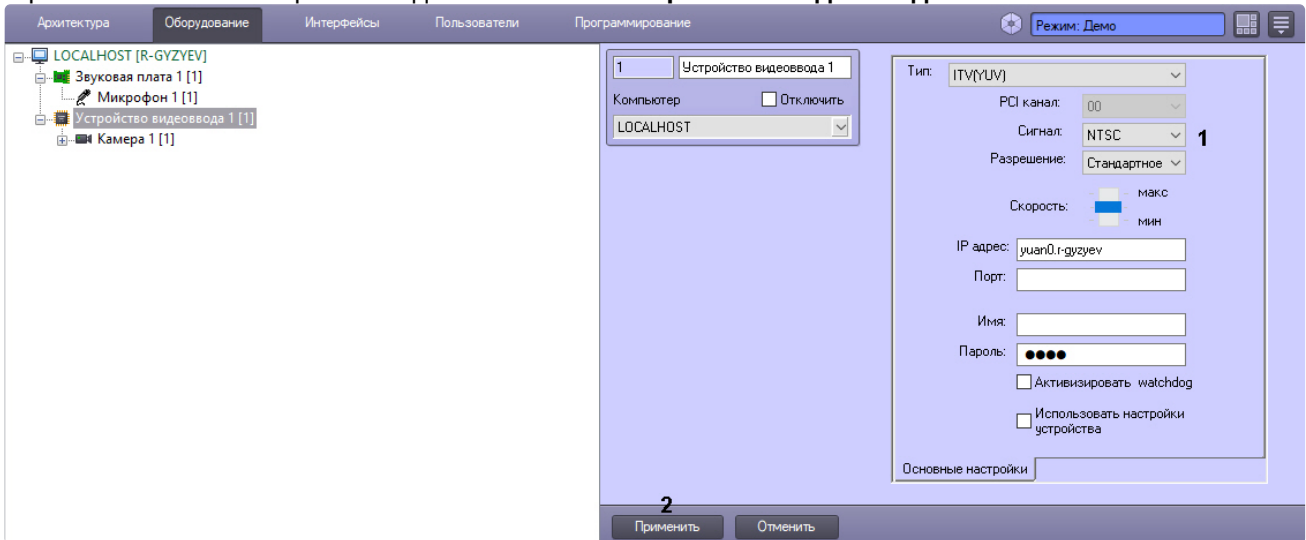 Архитектура Оборудование Интерфейсы Пользователи Программирование Режим: Демо
LOCALHOST [R-GYZYEV]
Звуковая плата 1 [1]
Микрофон 1 [1]
Устройство видеоввода 1 [1]
Камера 1 [1]
1 Устройство видеоввода 1
Компьютер Отключить
LOCALHOST
Тип: ITV(YUV)
PCI канал: 00
Сигнал: NTSC 1
Разрешение: Стандартное
макс
Скорость:
мин
IP адрес: yuan0.r-gyzyev
Порт:
Имя:
Пароль: ●●●●
Активизировать watchdog
Использовать настройки
устройства
Основные настройки
2
Применить Отменить